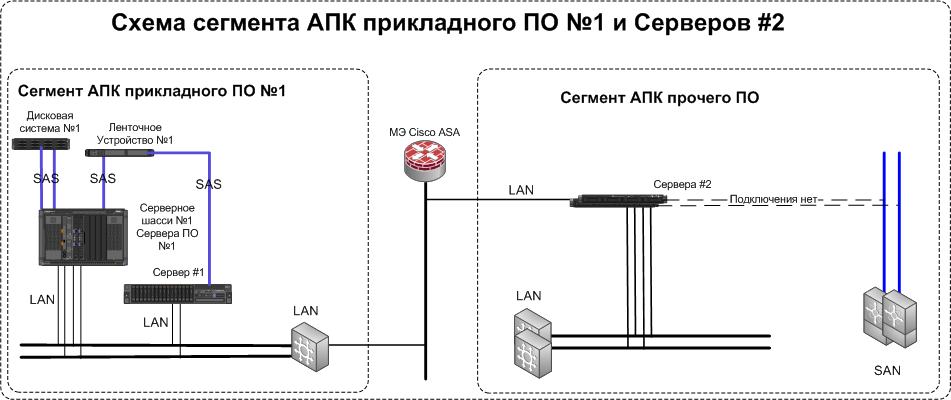 Схема сегмента АПК прикладного ПО №1 и Серверов #2
Сегмент АПК прикладного ПО №1
Дисковая
система №1
Ленточное
Устройство №1
SAS
SAS
SAS
Серверное
шасси №1
Сервера ПО
№1
Сервер #1
LAN
LAN
LAN
МЭ Cisco ASA
LAN
Сегмент АПК прочего ПО
Сервера #2
Подключения нет
LAN
SAN